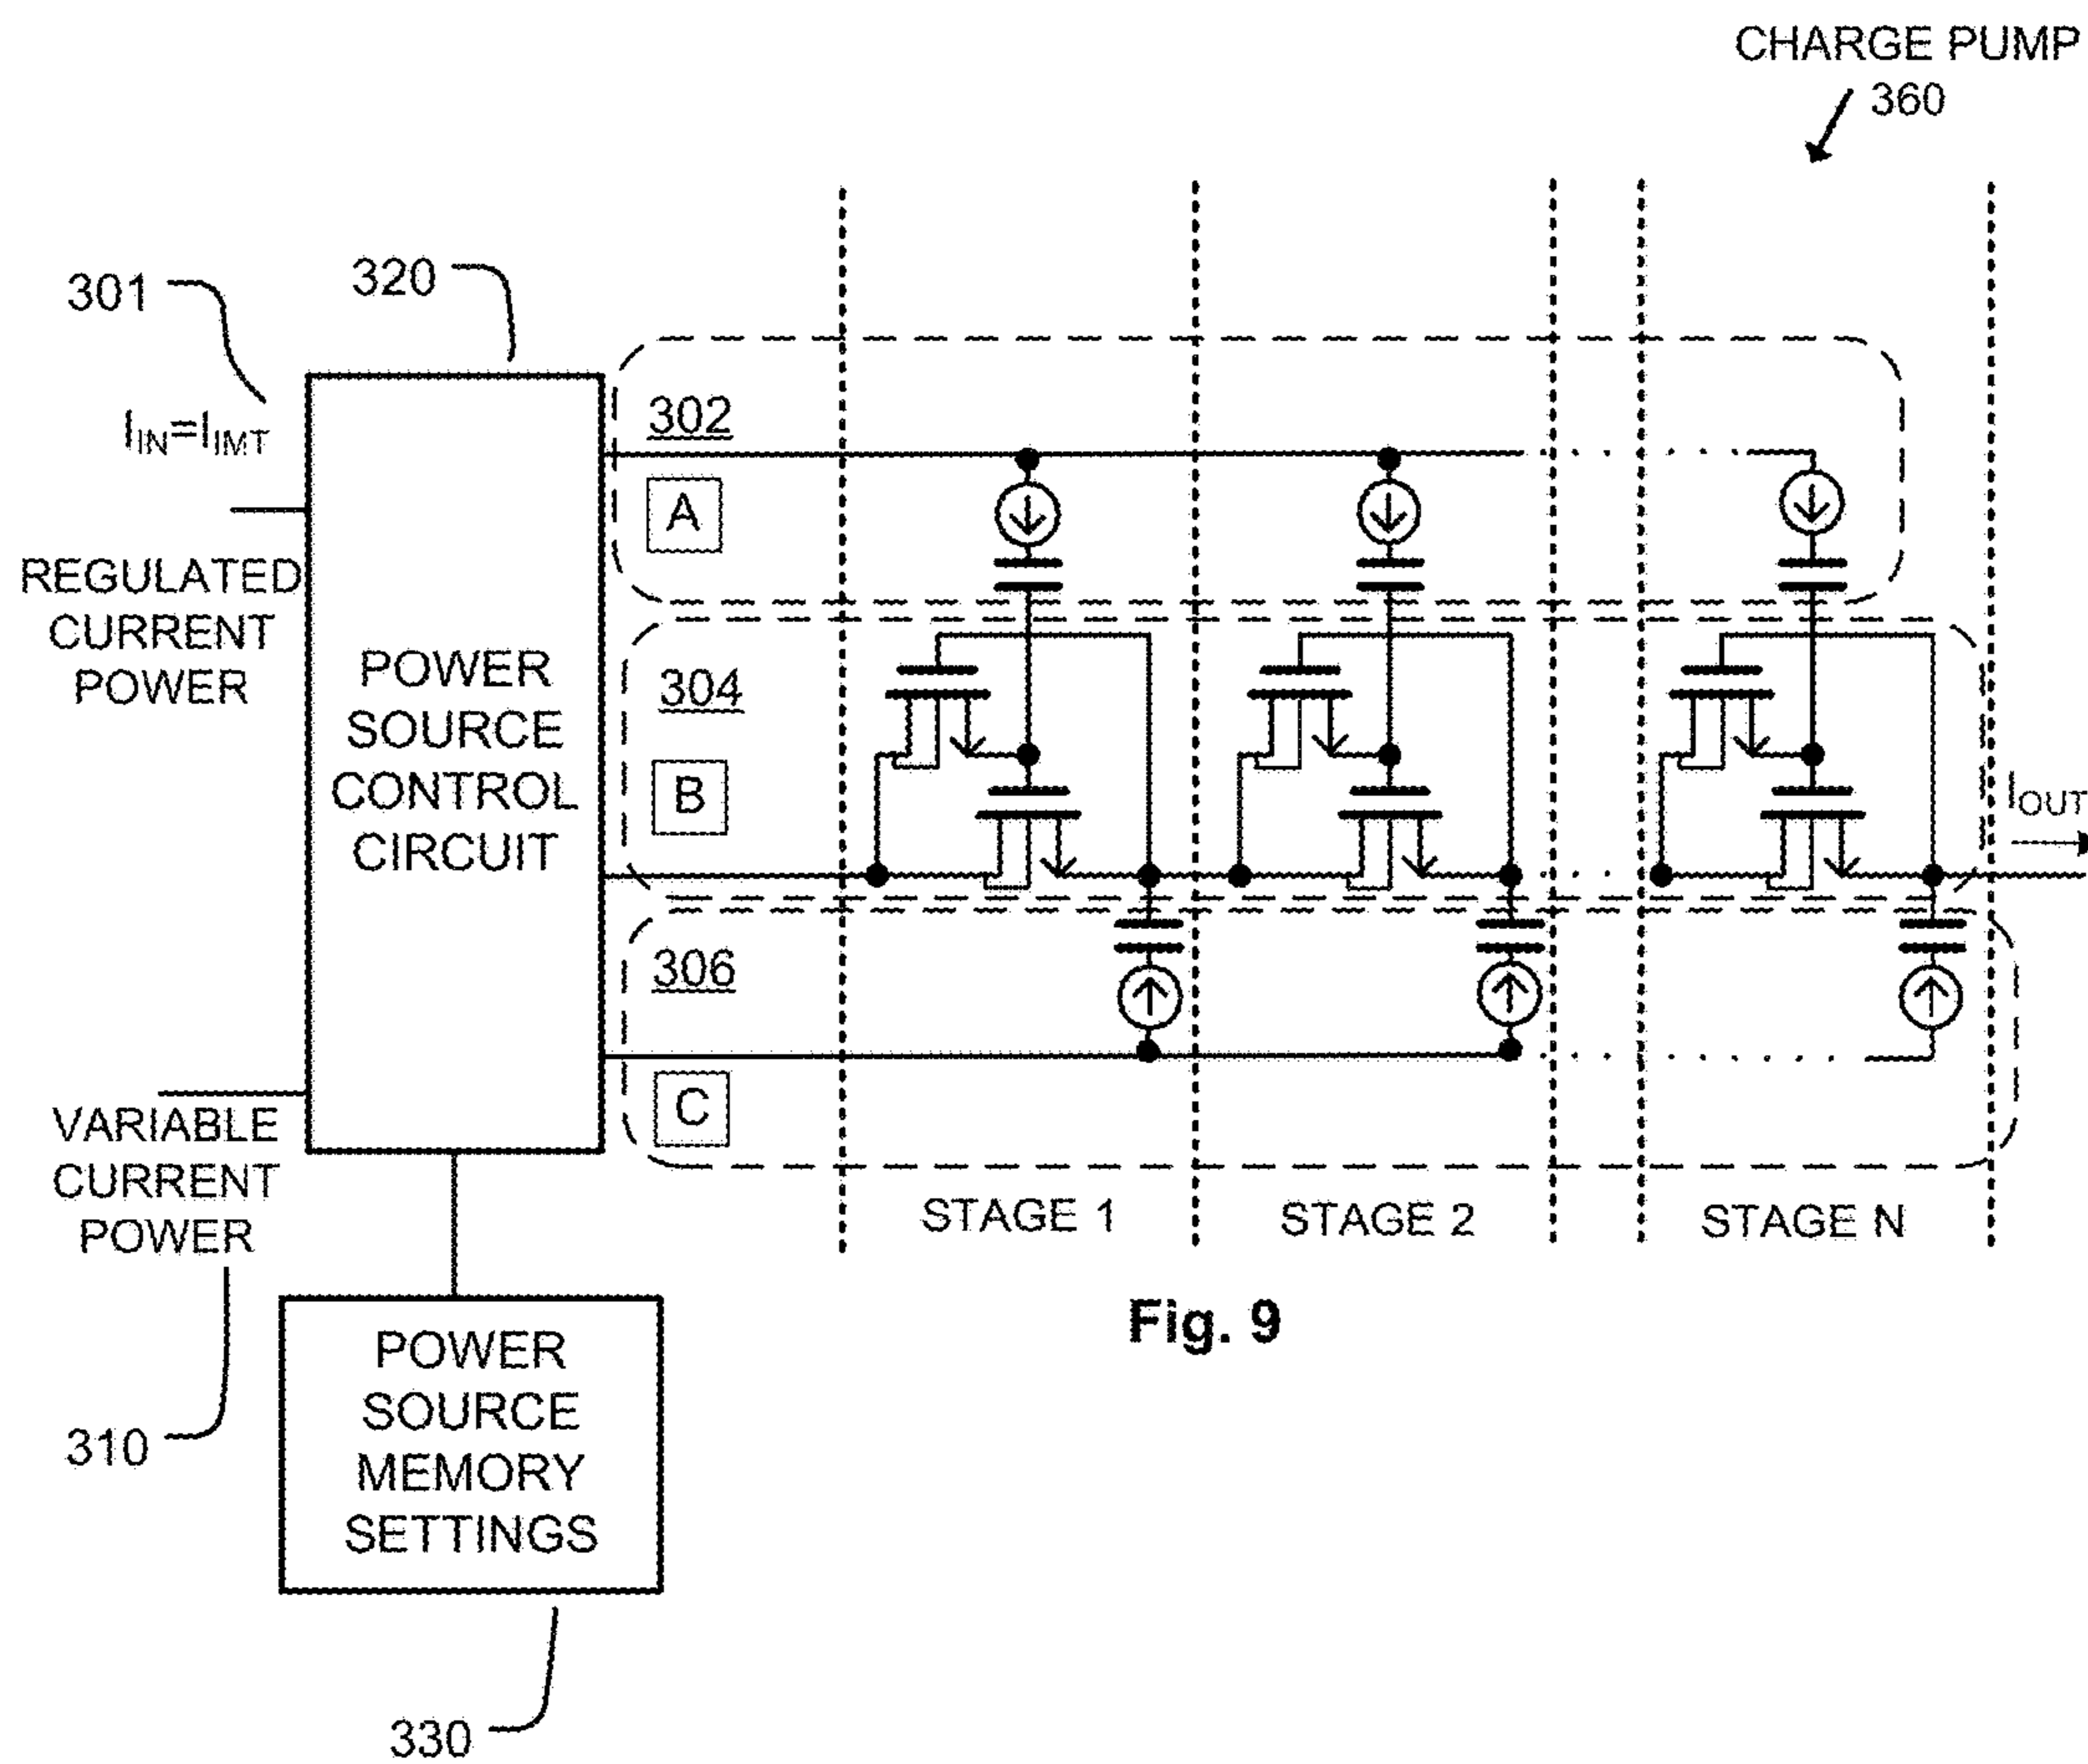 CHARGE PUMP
360
301
320
I_IN=I_IMT
302
A
REGULATED
CURRENT
POWER
POWER
SOURCE
CONTROL
CIRCUIT
304
B
I_OUT
306
C
VARIABLE
CURRENT
POWER
STAGE 1
STAGE 2
STAGE N
Fig. 9
310
POWER
SOURCE
MEMORY
SETTINGS
330